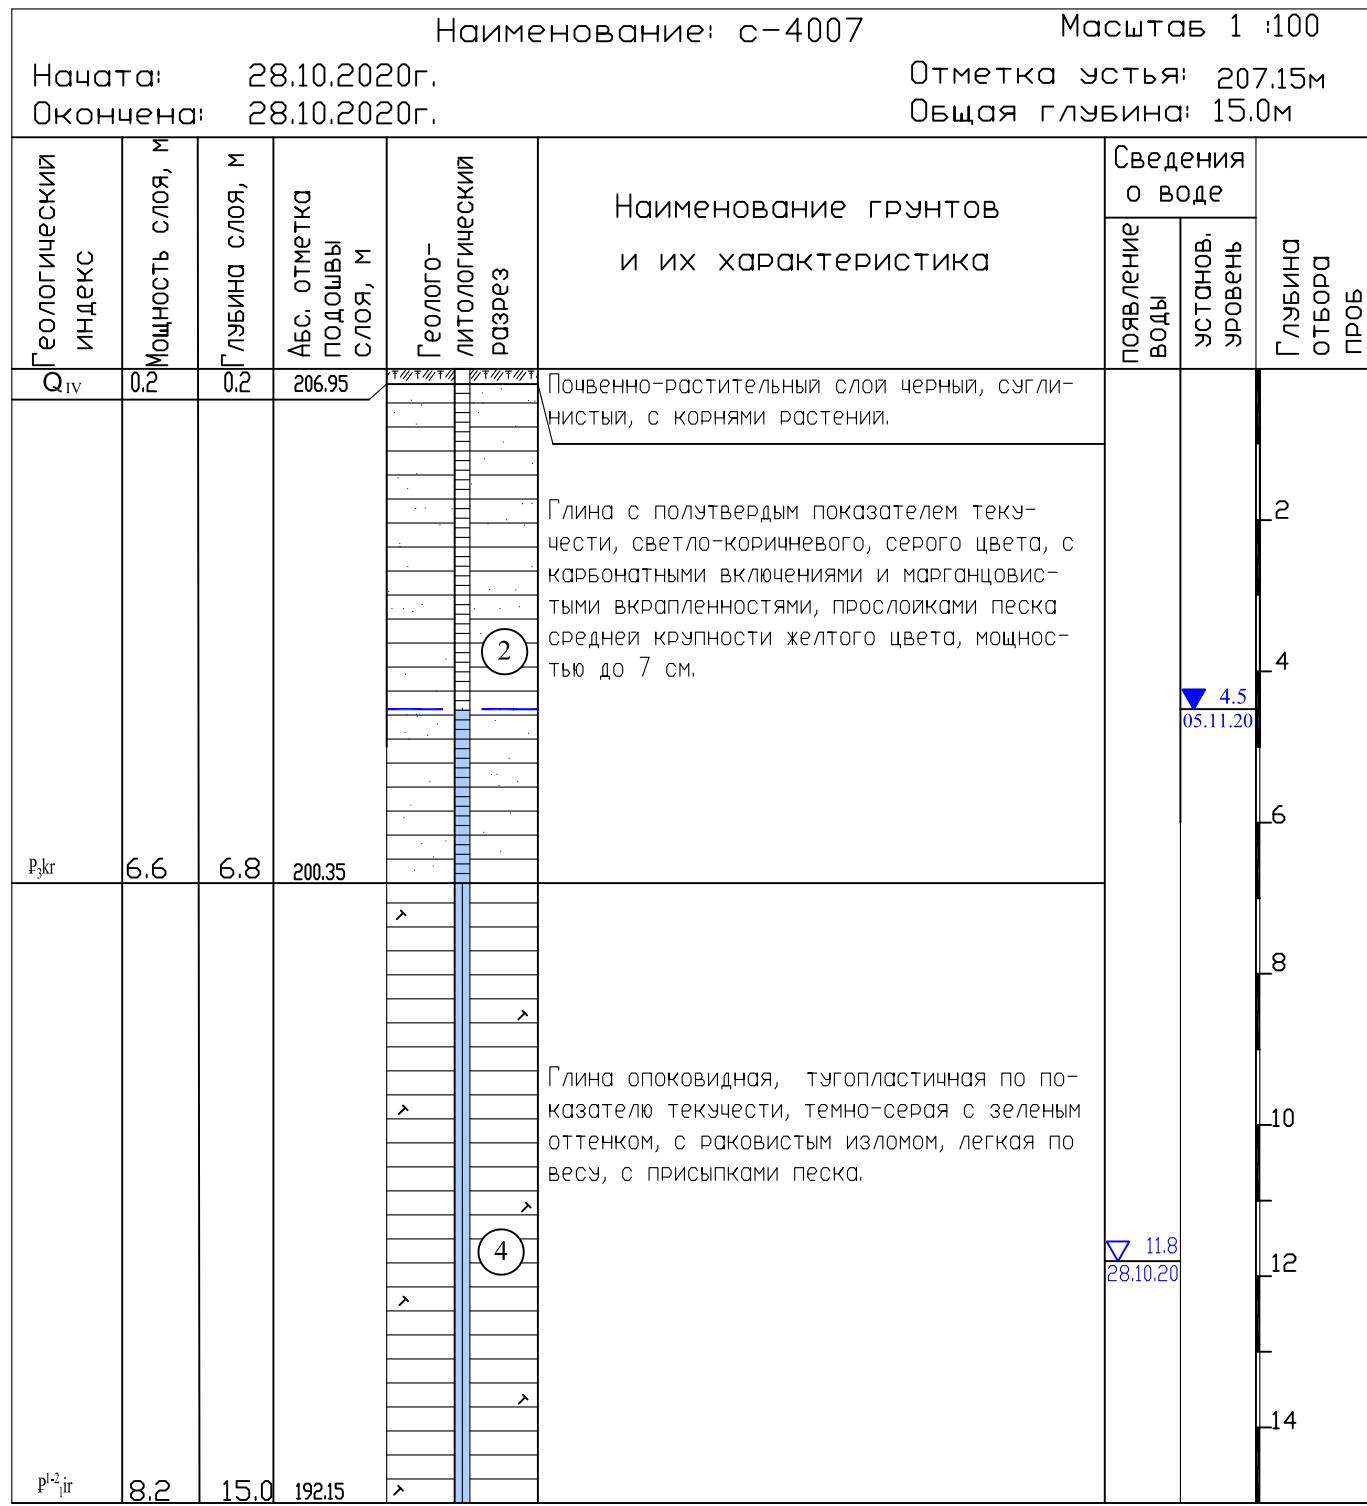 Наименование: с-4007
Масштаб 1 :100
Начата: 28.10.2020г.
Отметка устья: 207.15м
Окончена: 28.10.2020г.
Общая глубина: 15.0м
Геологический
индекс
Мощность слоя, м
Глубина слоя, м
Абс. отметка
подошвы
слоя, м
Геолого-
литологический
разрез
Наименование грунтов
и их характеристика
Сведения
о воде
появление
воды
установ.
уровень
Глубина
отбора
проб
QIV 0.2 0.2 206.95
Почвенно-растительный слой черный, сугли-
нистый, с корнями растений.
Глина с полутвердым показателем теку-
чести, светло-коричневого, серого цвета, с
карбонатными включениями и марганцовис-
тыми вкрапленностями, прослойками песка
средней крупности желтого цвета, мощнос-
тью до 7 см.
2
2
4
4.5
05.11.20
6
₽₃kr 6.6 6.8 200.35
8
Глина опоковидная, тугопластичная по по-
казателю текучести, темно-серая с зеленым
оттенком, с раковистым изломом, легкая по
весу, с присыпками песка.
10
4
11.8
28.10.20
12
14
₽¹⁻²₁ir 8.2 15.0 192.15